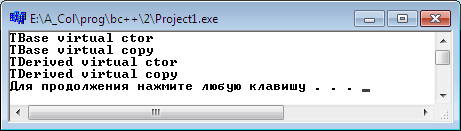 E:\A_Col\prog\bc++\2\Project1.exe
TBase virtual ctor
TBase virtual copy
TDerived virtual ctor
TDerived virtual copy
Для продолжения нажмите любую клавишу . . . _